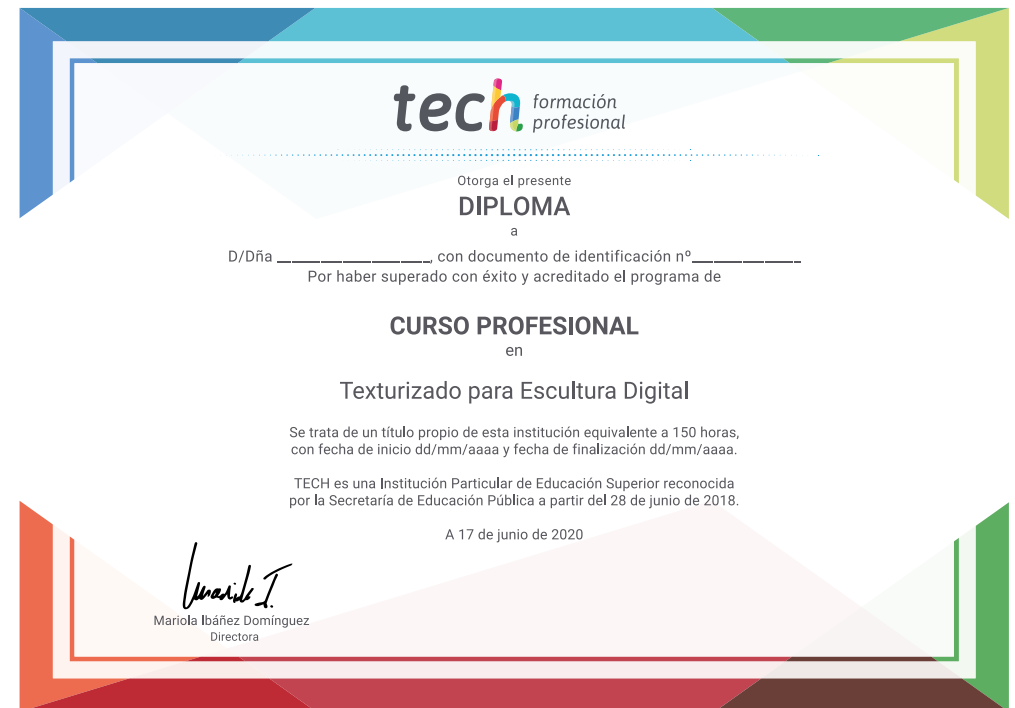 tech formación
profesional
Otorga el presente
DIPLOMA
a
D/Dña ____________________, con documento de identificación nº______________
Por haber superado con éxito y acreditado el programa de
CURSO PROFESIONAL
en
Texturizado para Escultura Digital
Se trata de un título propio de esta institución equivalente a 150 horas,
con fecha de inicio dd/mm/aaaa y fecha de finalización dd/mm/aaaa.
TECH es una Institución Particular de Educación Superior reconocida
por la Secretaría de Educación Pública a partir del 28 de junio de 2018.
A 17 de junio de 2020
Mariola Ibáñez Domínguez
Directora